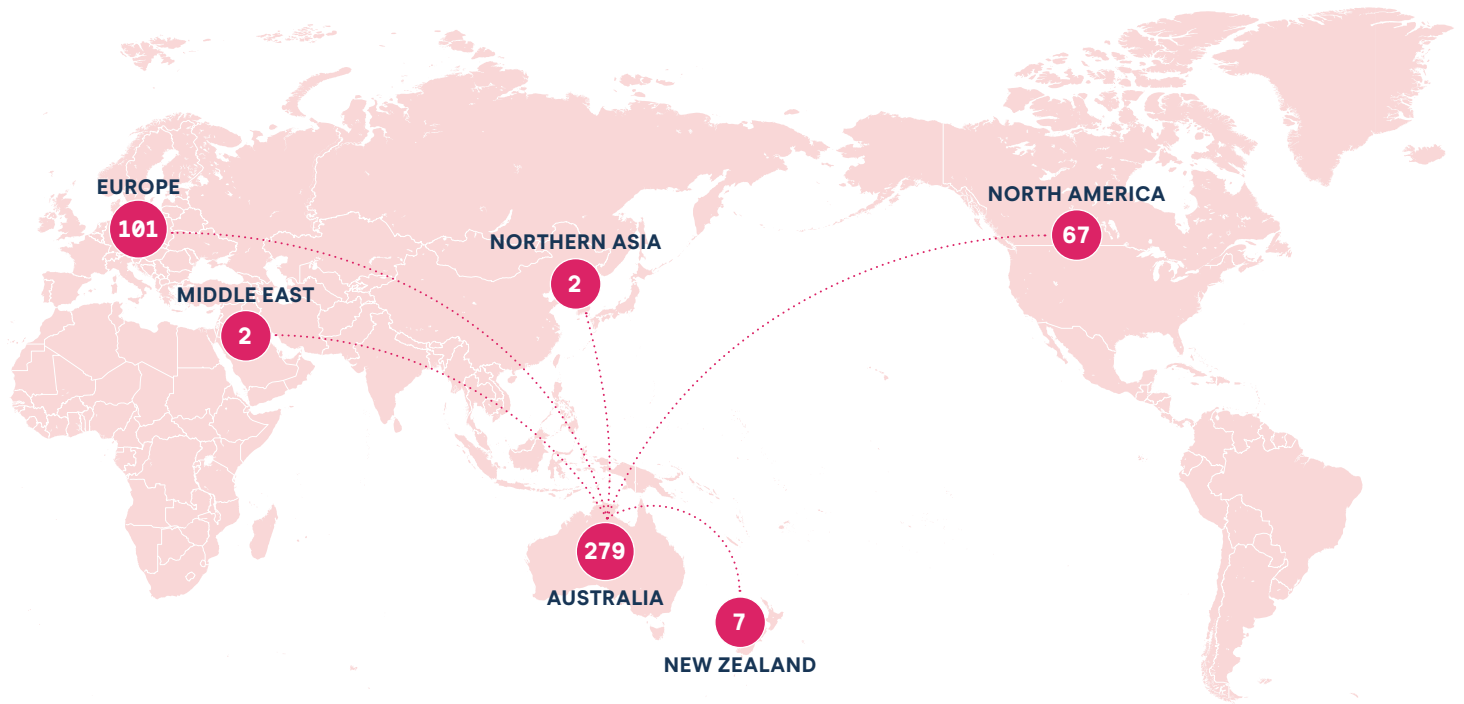 EUROPE
101
NORTH AMERICA
67
NORTHERN ASIA
2
MIDDLE EAST
2
279
AUSTRALIA
7
NEW ZEALAND